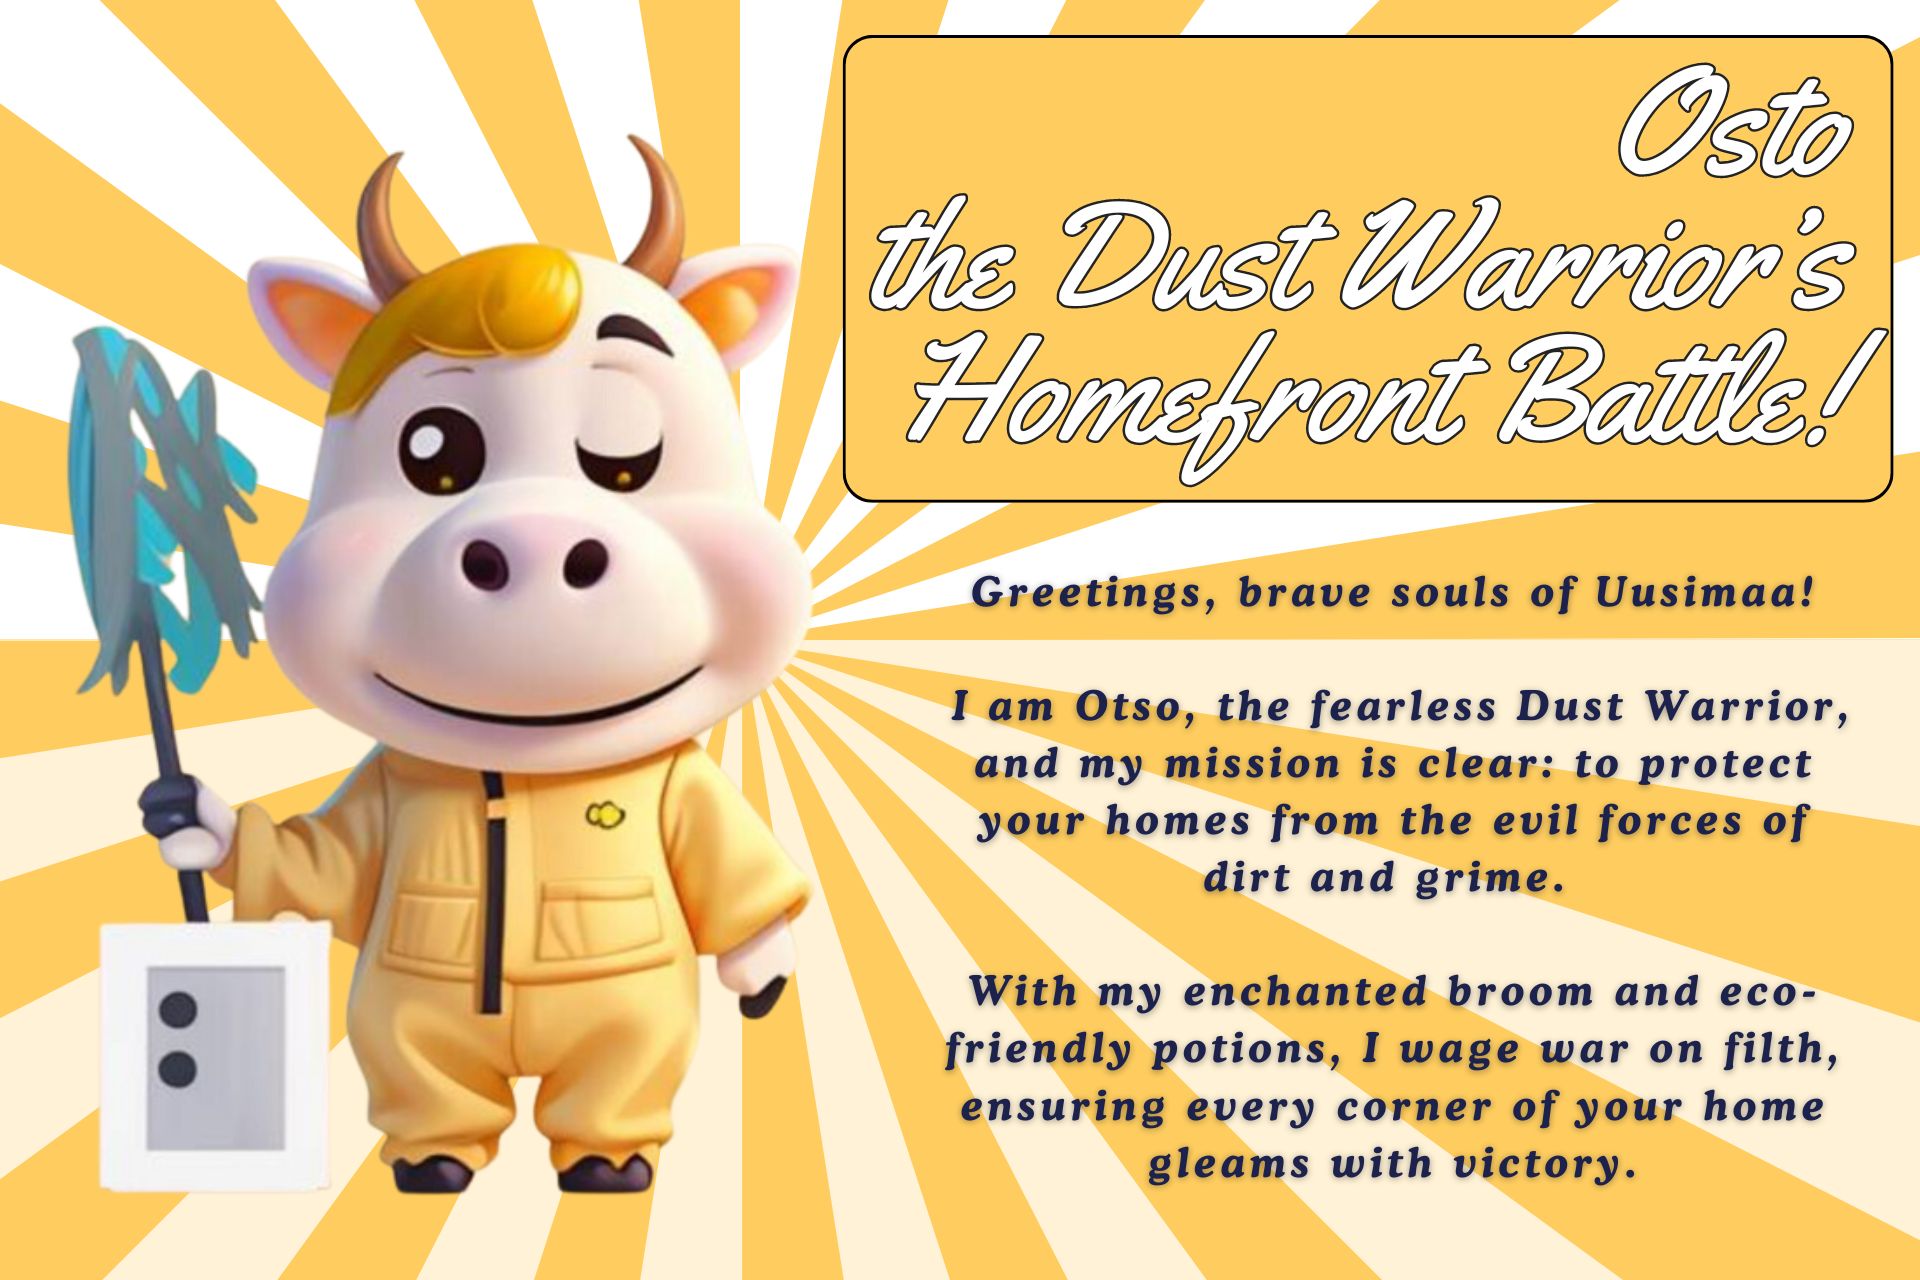 Osto
the Dust Warrior's
Homefront Battle!
Greetings, brave souls of Uusimaa!
I am Otso, the fearless Dust Warrior,
and my mission is clear: to protect
your homes from the evil forces of
dirt and grime.
With my enchanted broom and eco-
friendly potions, I wage war on filth,
ensuring every corner of your home
gleams with victory.